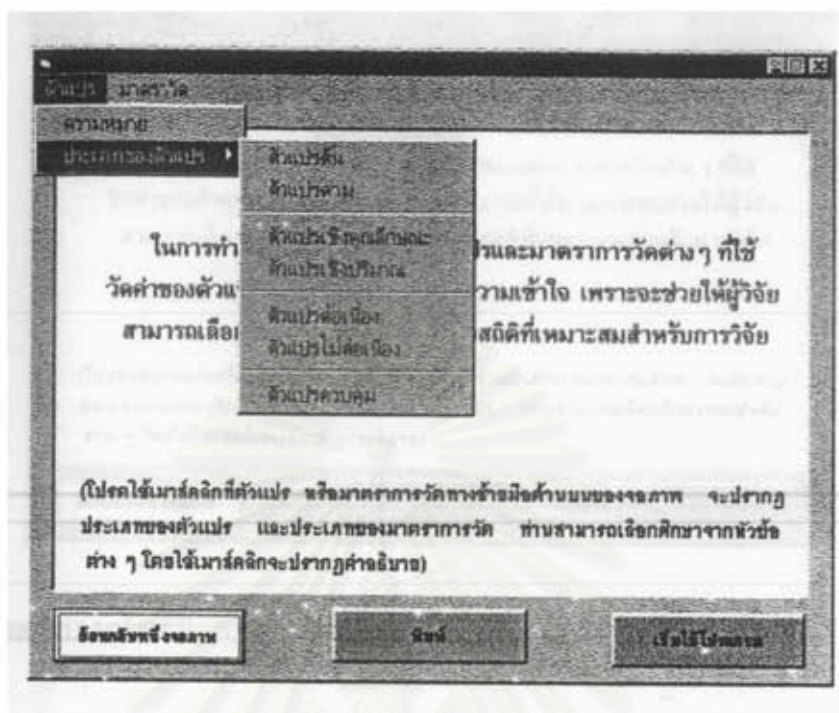 ตัวแปร มาตราวัด
ความหมาย
ประเภทของตัวแปร
ตัวแปรต้น
ตัวแปรตาม
ตัวแปรเชิงคุณลักษณะ
ตัวแปรเชิงปริมาณ
ตัวแปรต่อเนื่อง
ตัวแปรไม่ต่อเนื่อง
ตัวแปรควบคุม
ในการทำ ปรและมาตราการวัดต่าง ๆ ที่ใช้
วัดค่าของตัวแ วามเข้าใจ เพราะจะช่วยให้ผู้วิจัย
สามารถเลือก สถิติที่เหมาะสมสำหรับการวิจัย
(โปรดใช้เมาส์คลิกที่ตัวแปร หรือมาตราการวัดทางซ้ายมือด้านบนของจอภาพ จะปรากฏ
ประเภทของตัวแปร และประเภทของมาตราการวัด ท่านสามารถเลือกศึกษาจากหัวข้อ
ต่าง ๆ โดยใช้เมาส์คลิกจะปรากฏคำอธิบาย)
ย้อนกลับหนึ่งจอภาพ
พิมพ์
เริ่มใช้โปรแกรม